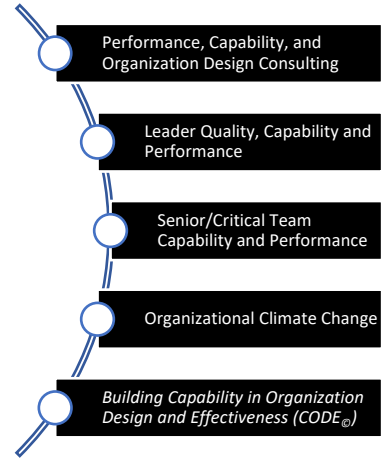 Performance, Capability, and
Organization Design Consulting
Leader Quality, Capability and
Performance
Senior/Critical Team
Capability and Performance
Organizational Climate Change
Building Capability in Organization
Design and Effectiveness (CODE©)